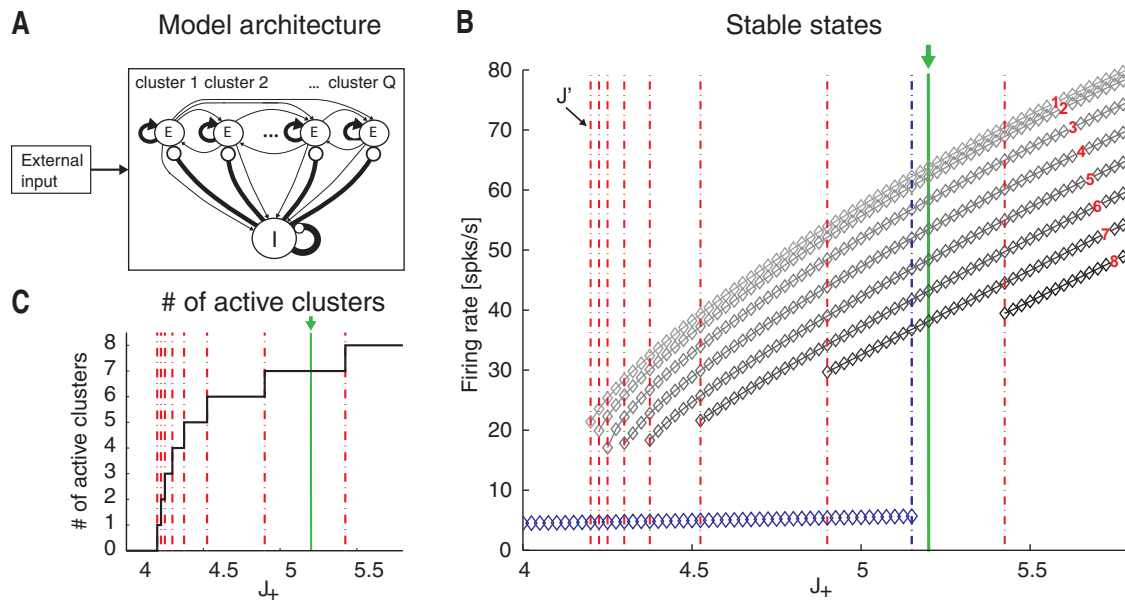 A
Model architecture
cluster 1 cluster 2 ... cluster Q
E E ... E E
External
input
I
C
# of active clusters
# of active clusters
8
7
6
5
4
3
2
1
0
4 4.5 5 5.5
J+
B
Stable states
J'
Firing rate [spks/s]
80
70
60
50
40
30
20
10
0
1
2
3
4
5
6
7
8
4 4.5 5 5.5
J+